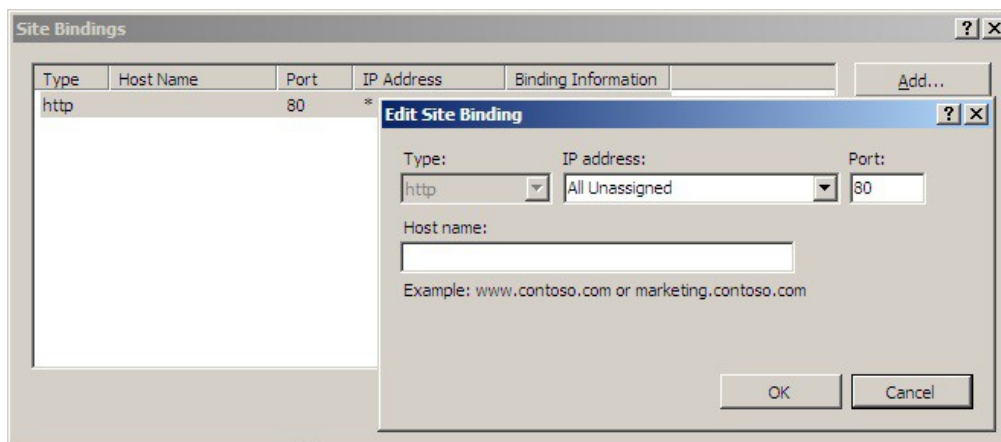 Site Bindings
Type Host Name Port IP Address Binding Information Add...
http 80 *
Edit Site Binding
Type: IP address: Port:
http All Unassigned 80
Host name:
Example: www.contoso.com or marketing.contoso.com
OK Cancel